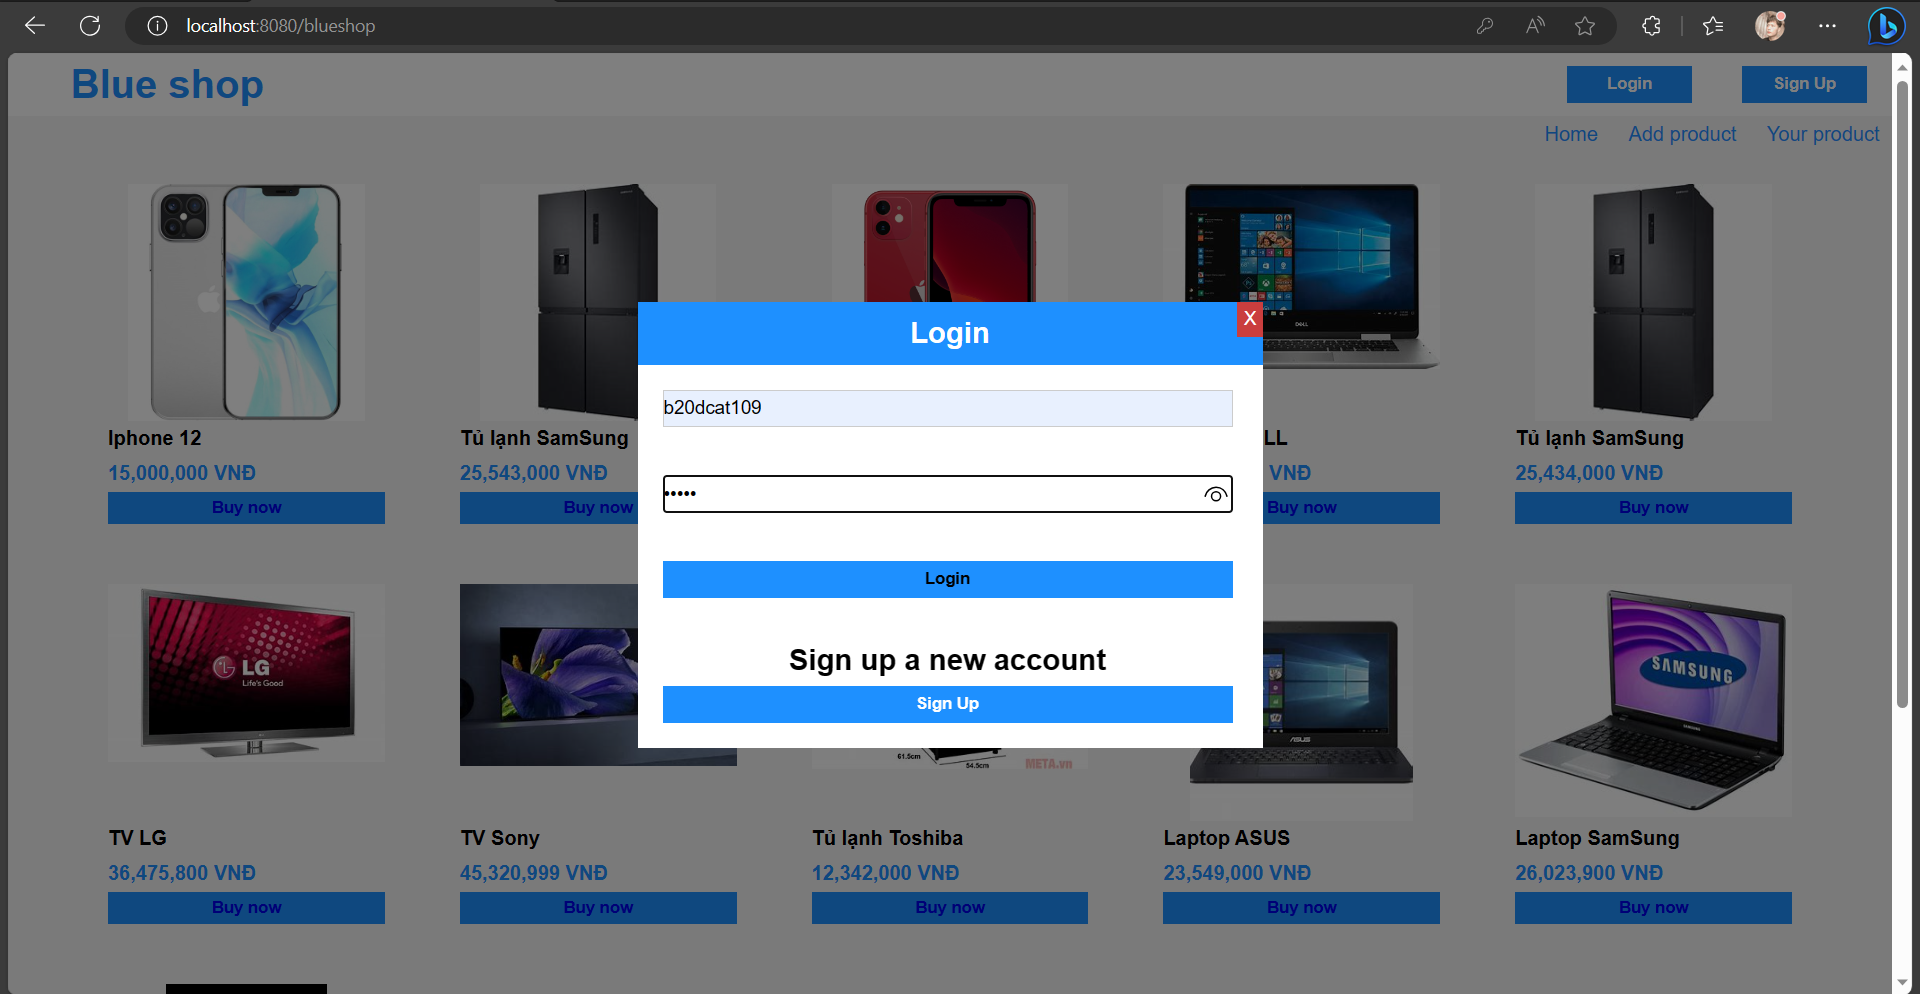 localhost:8080/blueshop
Blue shop
Login
Sign Up
Home
Add product
Your product
Iphone 12
15,000,000 VNĐ
Buy now
Tủ lạnh SamSung
25,543,000 VNĐ
Buy now
DELL
LL
VNĐ
Buy now
Tủ lạnh SamSung
25,434,000 VNĐ
Buy now
Login
X
b20dcat109
•••••
Login
Sign up a new account
Sign Up
LG
Life's Good
TV LG
36,475,800 VNĐ
Buy now
TV Sony
45,320,999 VNĐ
Buy now
61.5cm
54.5cm
META.vn
Tủ lạnh Toshiba
12,342,000 VNĐ
Buy now
ASUS
Laptop ASUS
23,549,000 VNĐ
Buy now
SAMSUNG
Laptop SamSung
26,023,900 VNĐ
Buy now